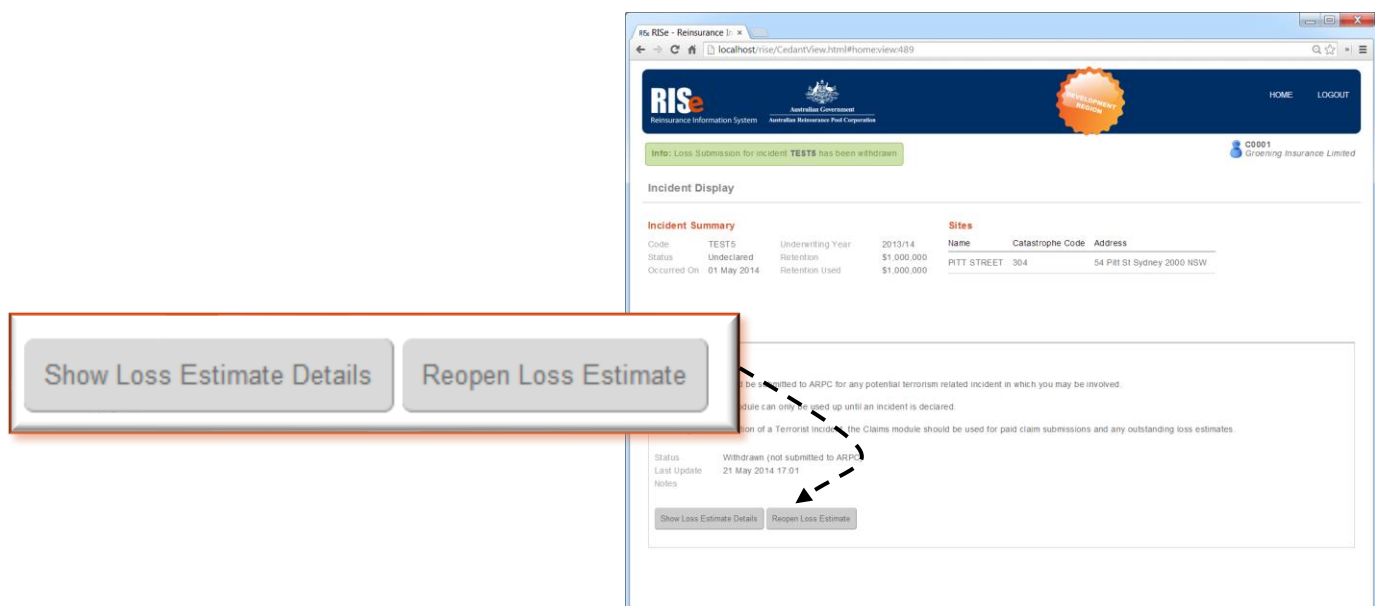 RISe - Reinsurance In ×
localhost/rise/CedantView.html#home:view:489
RISe
Reinsurance Information System
Australian Government
Australian Reinsurance Pool Corporation
DEVELOPMENT
REGION
HOME LOGOUT
Info: Loss Submission for incident TEST5 has been withdrawn
C0001
Groening Insurance Limited
Incident Display
Incident Summary
Code TEST5 Underwriting Year 2013/14
Status Undeclared Retention $1,000,000
Occurred On 01 May 2014 Retention Used $1,000,000
Sites
Name Catastrophe Code Address
PITT STREET 304 54 Pitt St Sydney 2000 NSW
Show Loss Estimate Details Reopen Loss Estimate
be submitted to ARPC for any potential terrorism related incident in which you may be involved.
can only be used up until an incident is declared.
of a Terrorist Incident, the Claims module should be used for paid claim submissions and any outstanding loss estimates.
Status Withdrawn (not submitted to ARPC
Last Update 21 May 2014 17:01
Notes
Show Loss Estimate Details Reopen Loss Estimate